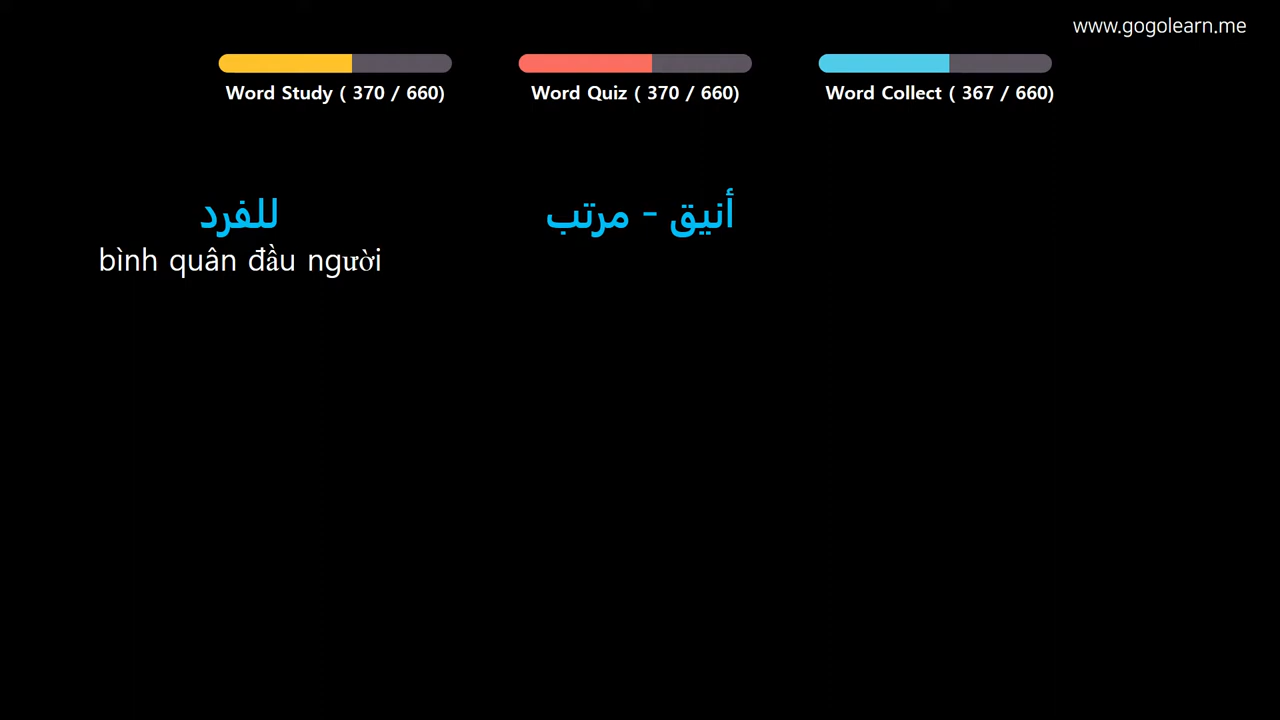 www.gogolearn.me
Word Study ( 370 / 660)
Word Quiz ( 370 / 660)
Word Collect ( 367 / 660)
للفرد
bình quân đầu người
أنيق - مرتب